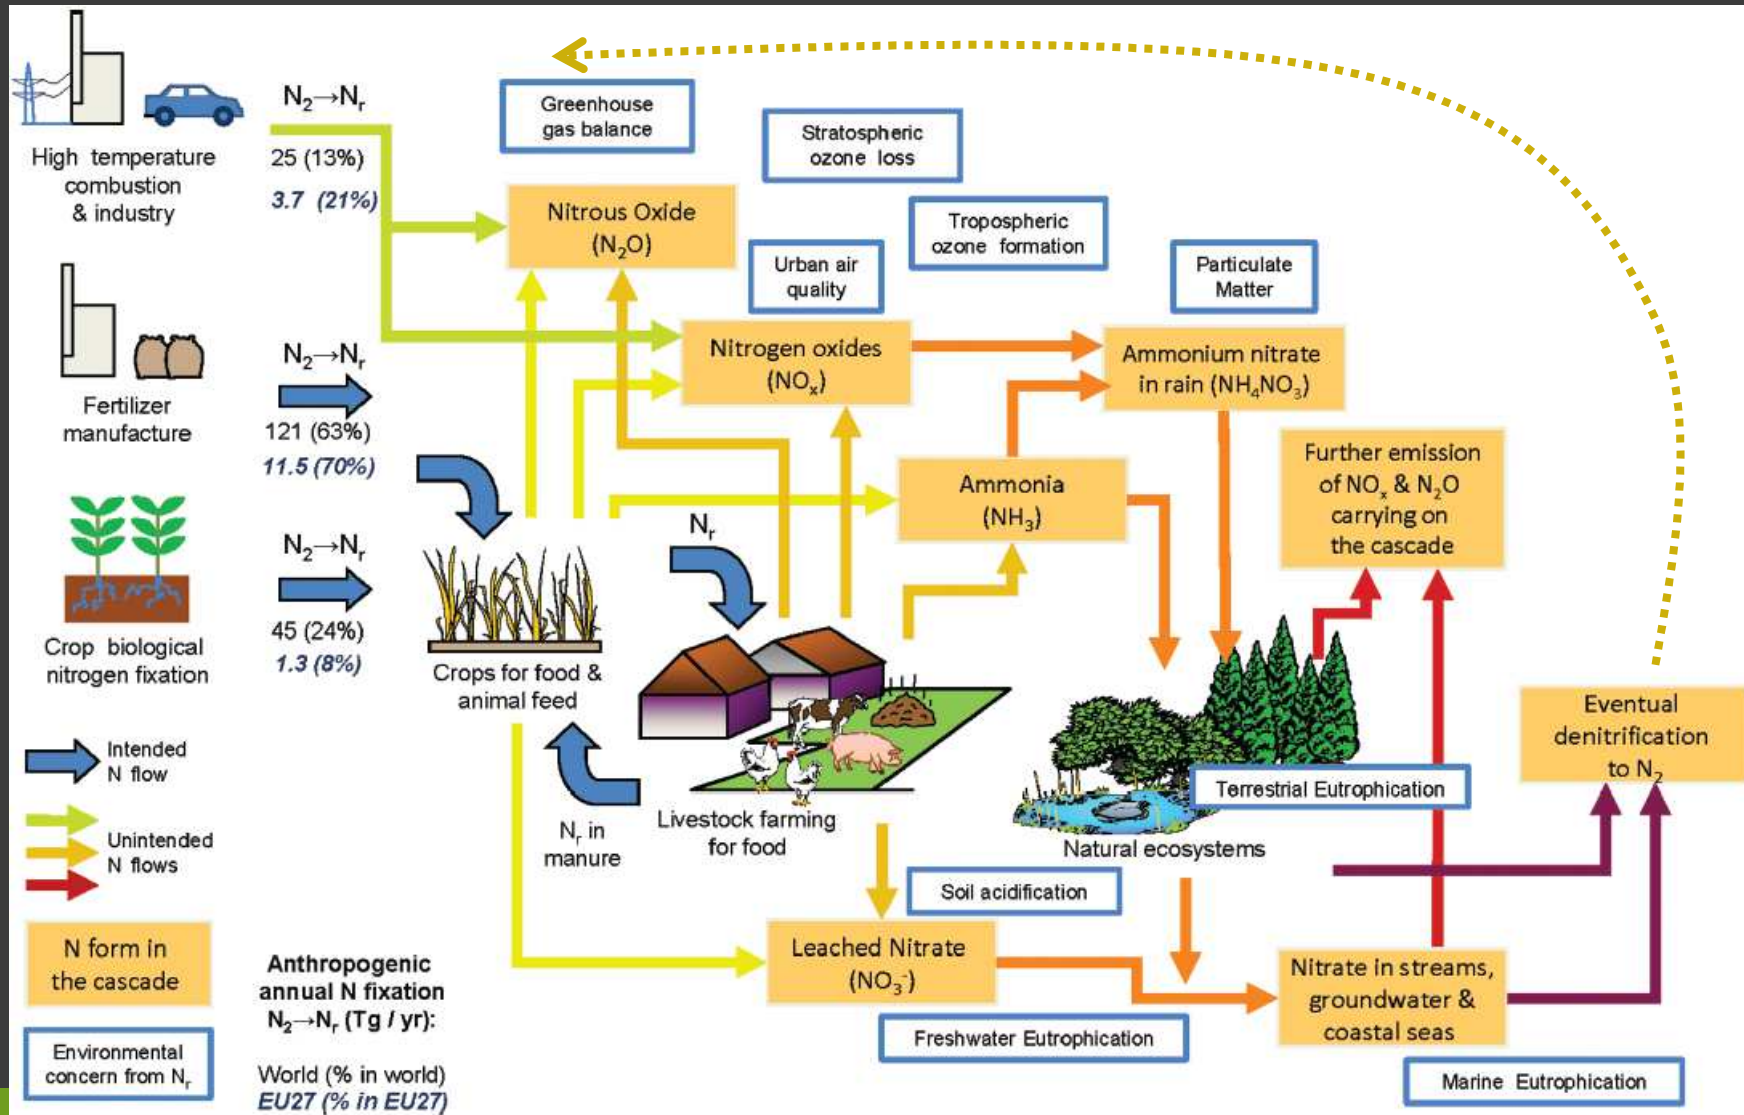 N₂→Nᵣ
25 (13%)
3.7 (21%)
High temperature
combustion
& industry
N₂→Nᵣ
121 (63%)
11.5 (70%)
Fertilizer
manufacture
N₂→Nᵣ
45 (24%)
1.3 (8%)
Crop biological
nitrogen fixation
Intended
N flow
Unintended
N flows
N form in
the cascade
Environmental
concern from Nᵣ
Anthropogenic
annual N fixation
N₂→Nᵣ (Tg / yr):
World (% in world)
EU27 (% in EU27)
Greenhouse
gas balance
Stratospheric
ozone loss
Nitrous Oxide
(N₂O)
Tropospheric
ozone formation
Urban air
quality
Particulate
Matter
Nitrogen oxides
(NOₓ)
Ammonium nitrate
in rain (NH₄NO₃)
Ammonia
(NH₃)
Further emission
of NOₓ & N₂O
carrying on
the cascade
Nᵣ
Crops for food &
animal feed
Nᵣ in
manure
Livestock farming
for food
Terrestrial Eutrophication
Natural ecosystems
Eventual
denitrification
to N₂
Soil acidification
Leached Nitrate
(NO₃⁻)
Nitrate in streams,
groundwater &
coastal seas
Freshwater Eutrophication
Marine Eutrophication